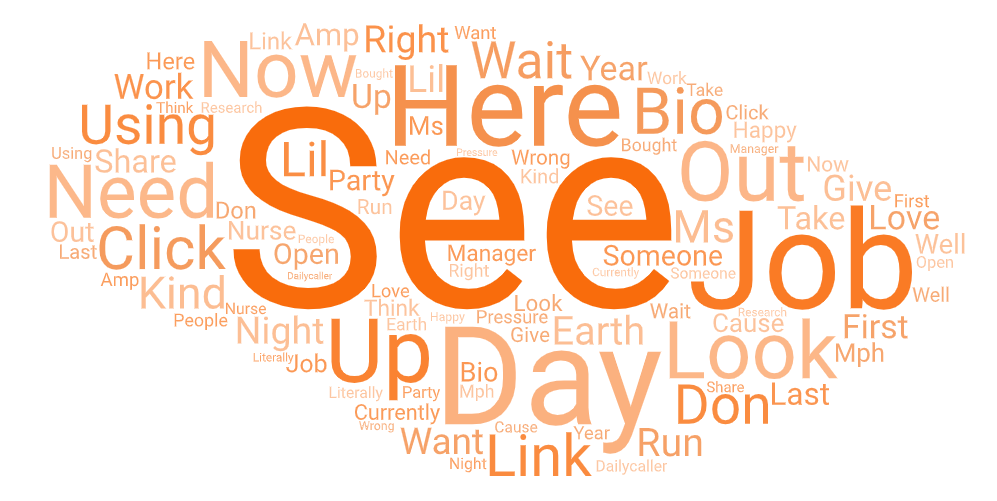 Link
Amp
Right
Want
Here
Now
Wait
Year
Work
Work
Bought
Lil
Here
Take
Think
Research
Up
Bio
Click
Using
Ms
Happy
Using
Share
Need
Pressure
Wrong
Bought
Manager
Lil
Party
Kind
Out
Now
Need
See
Give
Don
Run
Day
See
First
Out
Nurse
People
Ms
Take
Love
Last
Click
Open
Manager
Someone
Job
Well
Dailycaller
Right
Currently
Someone
Open
Amp
Kind
Love
Well
People
Nurse
Think
Happy
Look
Pressure
Wait
Research
Night
Earth
Give
Earth
Cause
First
Literally
Job
Up
Day
Look
Mph
Literally
Party
Bio
Mph
Don
Share
Last
Currently
Wrong
Want
Cause
Year
Run
Night
Link
Dailycaller